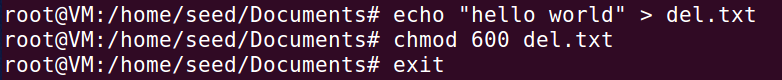 root@VM:/home/seed/Documents# echo "hello world" > del.txt
root@VM:/home/seed/Documents# chmod 600 del.txt
root@VM:/home/seed/Documents# exit